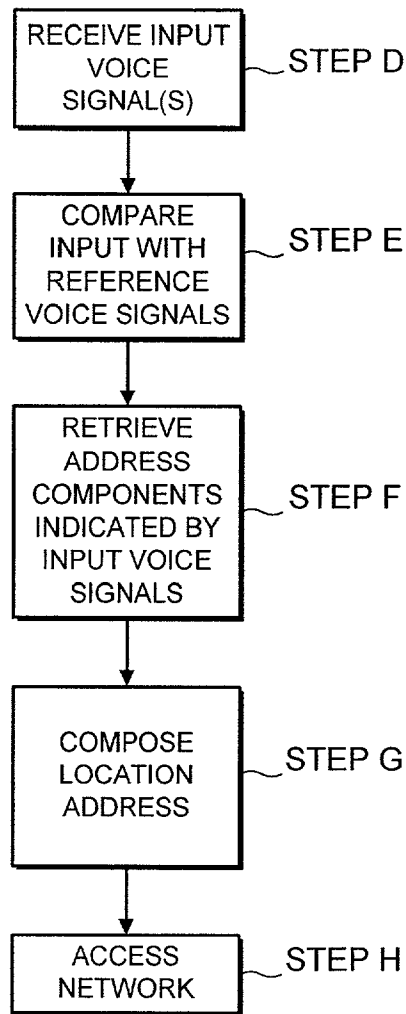 RECEIVE INPUT
VOICE
SIGNAL(S)
STEP D
COMPARE
INPUT WITH
REFERENCE
VOICE SIGNALS
STEP E
RETRIEVE
ADDRESS
COMPONENTS
INDICATED BY
INPUT VOICE
SIGNALS
STEP F
COMPOSE
LOCATION
ADDRESS
STEP G
ACCESS
NETWORK
STEP H